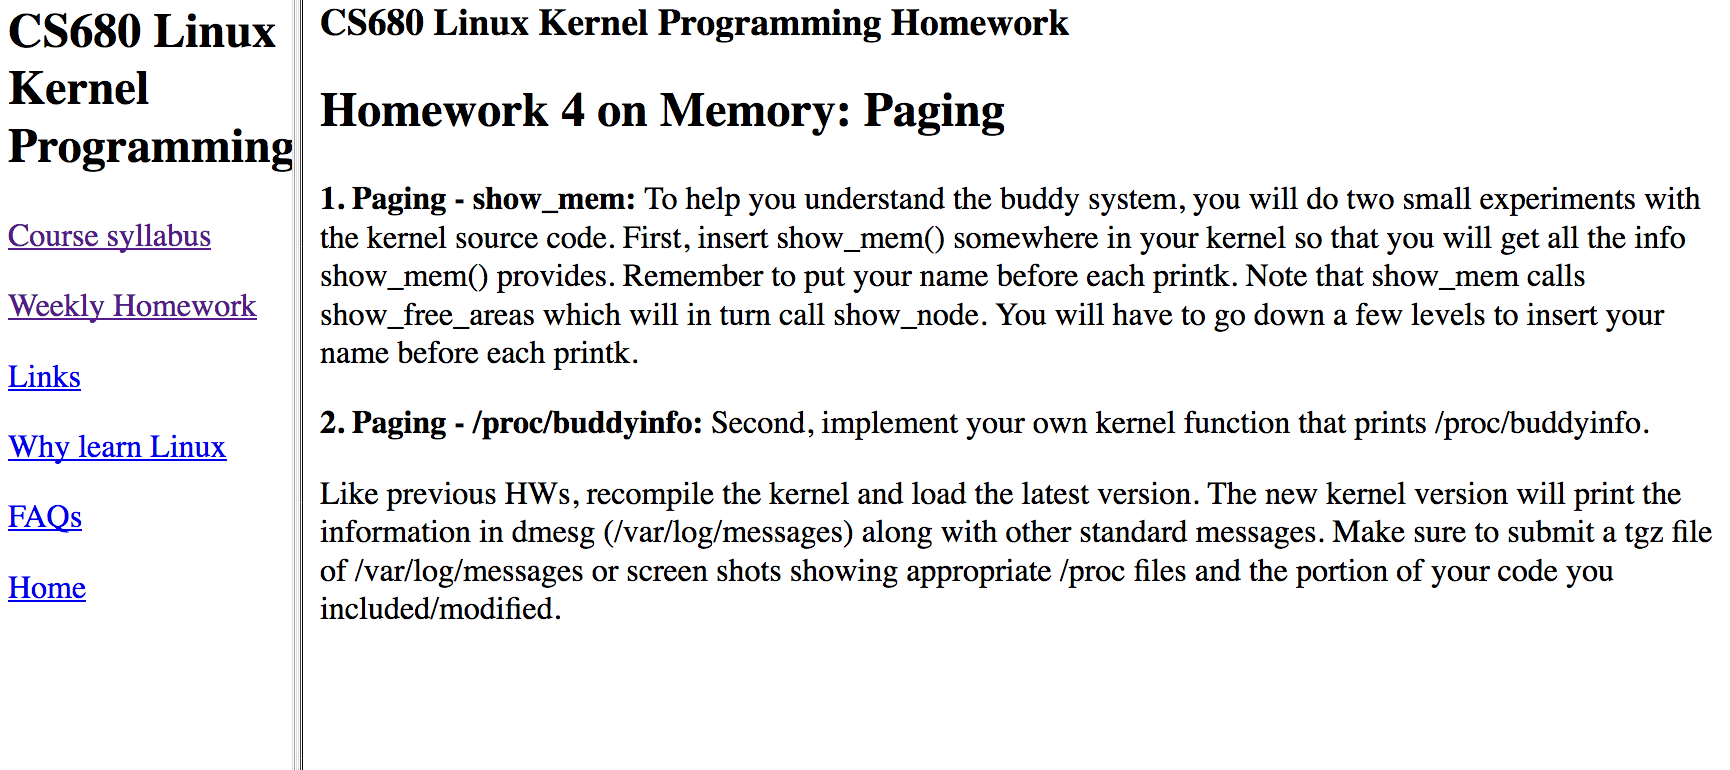 CS680 Linux
Kernel
Programming
Course syllabus
Weekly Homework
Links
Why learn Linux
FAQs
Home
CS680 Linux Kernel Programming Homework
Homework 4 on Memory: Paging
1. Paging - show_mem: To help you understand the buddy system, you will do two small experiments with
the kernel source code. First, insert show_mem() somewhere in your kernel so that you will get all the info
show_mem() provides. Remember to put your name before each printk. Note that show_mem calls
show_free_areas which will in turn call show_node. You will have to go down a few levels to insert your
name before each printk.
2. Paging - /proc/buddyinfo: Second, implement your own kernel function that prints /proc/buddyinfo.
Like previous HWs, recompile the kernel and load the latest version. The new kernel version will print the
information in dmesg (/var/log/messages) along with other standard messages. Make sure to submit a tgz file
of /var/log/messages or screen shots showing appropriate /proc files and the portion of your code you
included/modified.